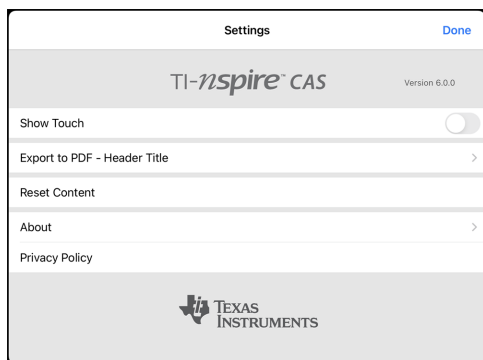 Settings
Done
TI-nspire™ CAS
Version 6.0.0
Show Touch
Export to PDF - Header Title
Reset Content
About
Privacy Policy
TEXAS
INSTRUMENTS